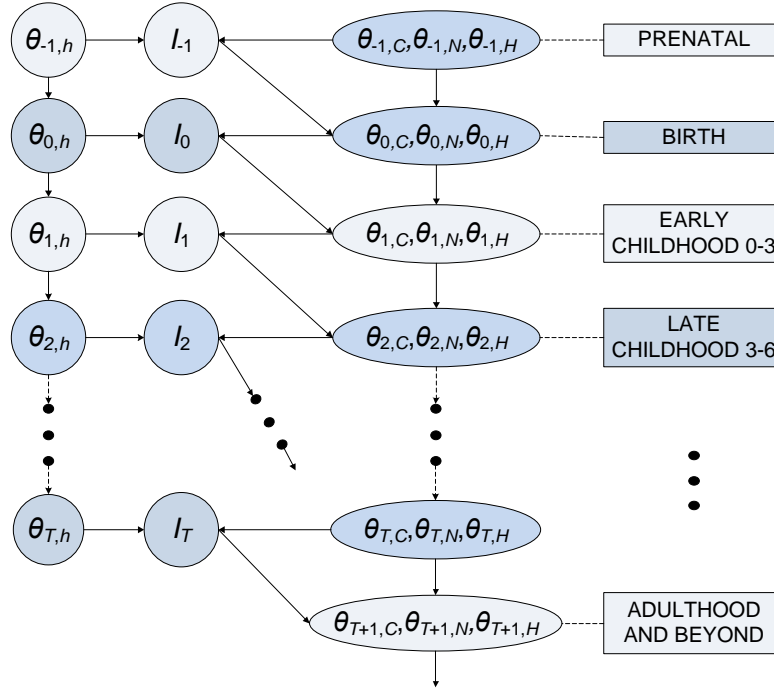 θ-1,h I-1 θ-1,C,θ-1,N,θ-1,H PRENATAL
θ0,h I0 θ0,C,θ0,N,θ0,H BIRTH
θ1,h I1 θ1,C,θ1,N,θ1,H EARLY
CHILDHOOD 0-3
θ2,h I2 θ2,C,θ2,N,θ2,H LATE
CHILDHOOD 3-6
θT,h IT θT,C,θT,N,θT,H
θT+1,C,θT+1,N,θT+1,H ADULTHOOD
AND BEYOND